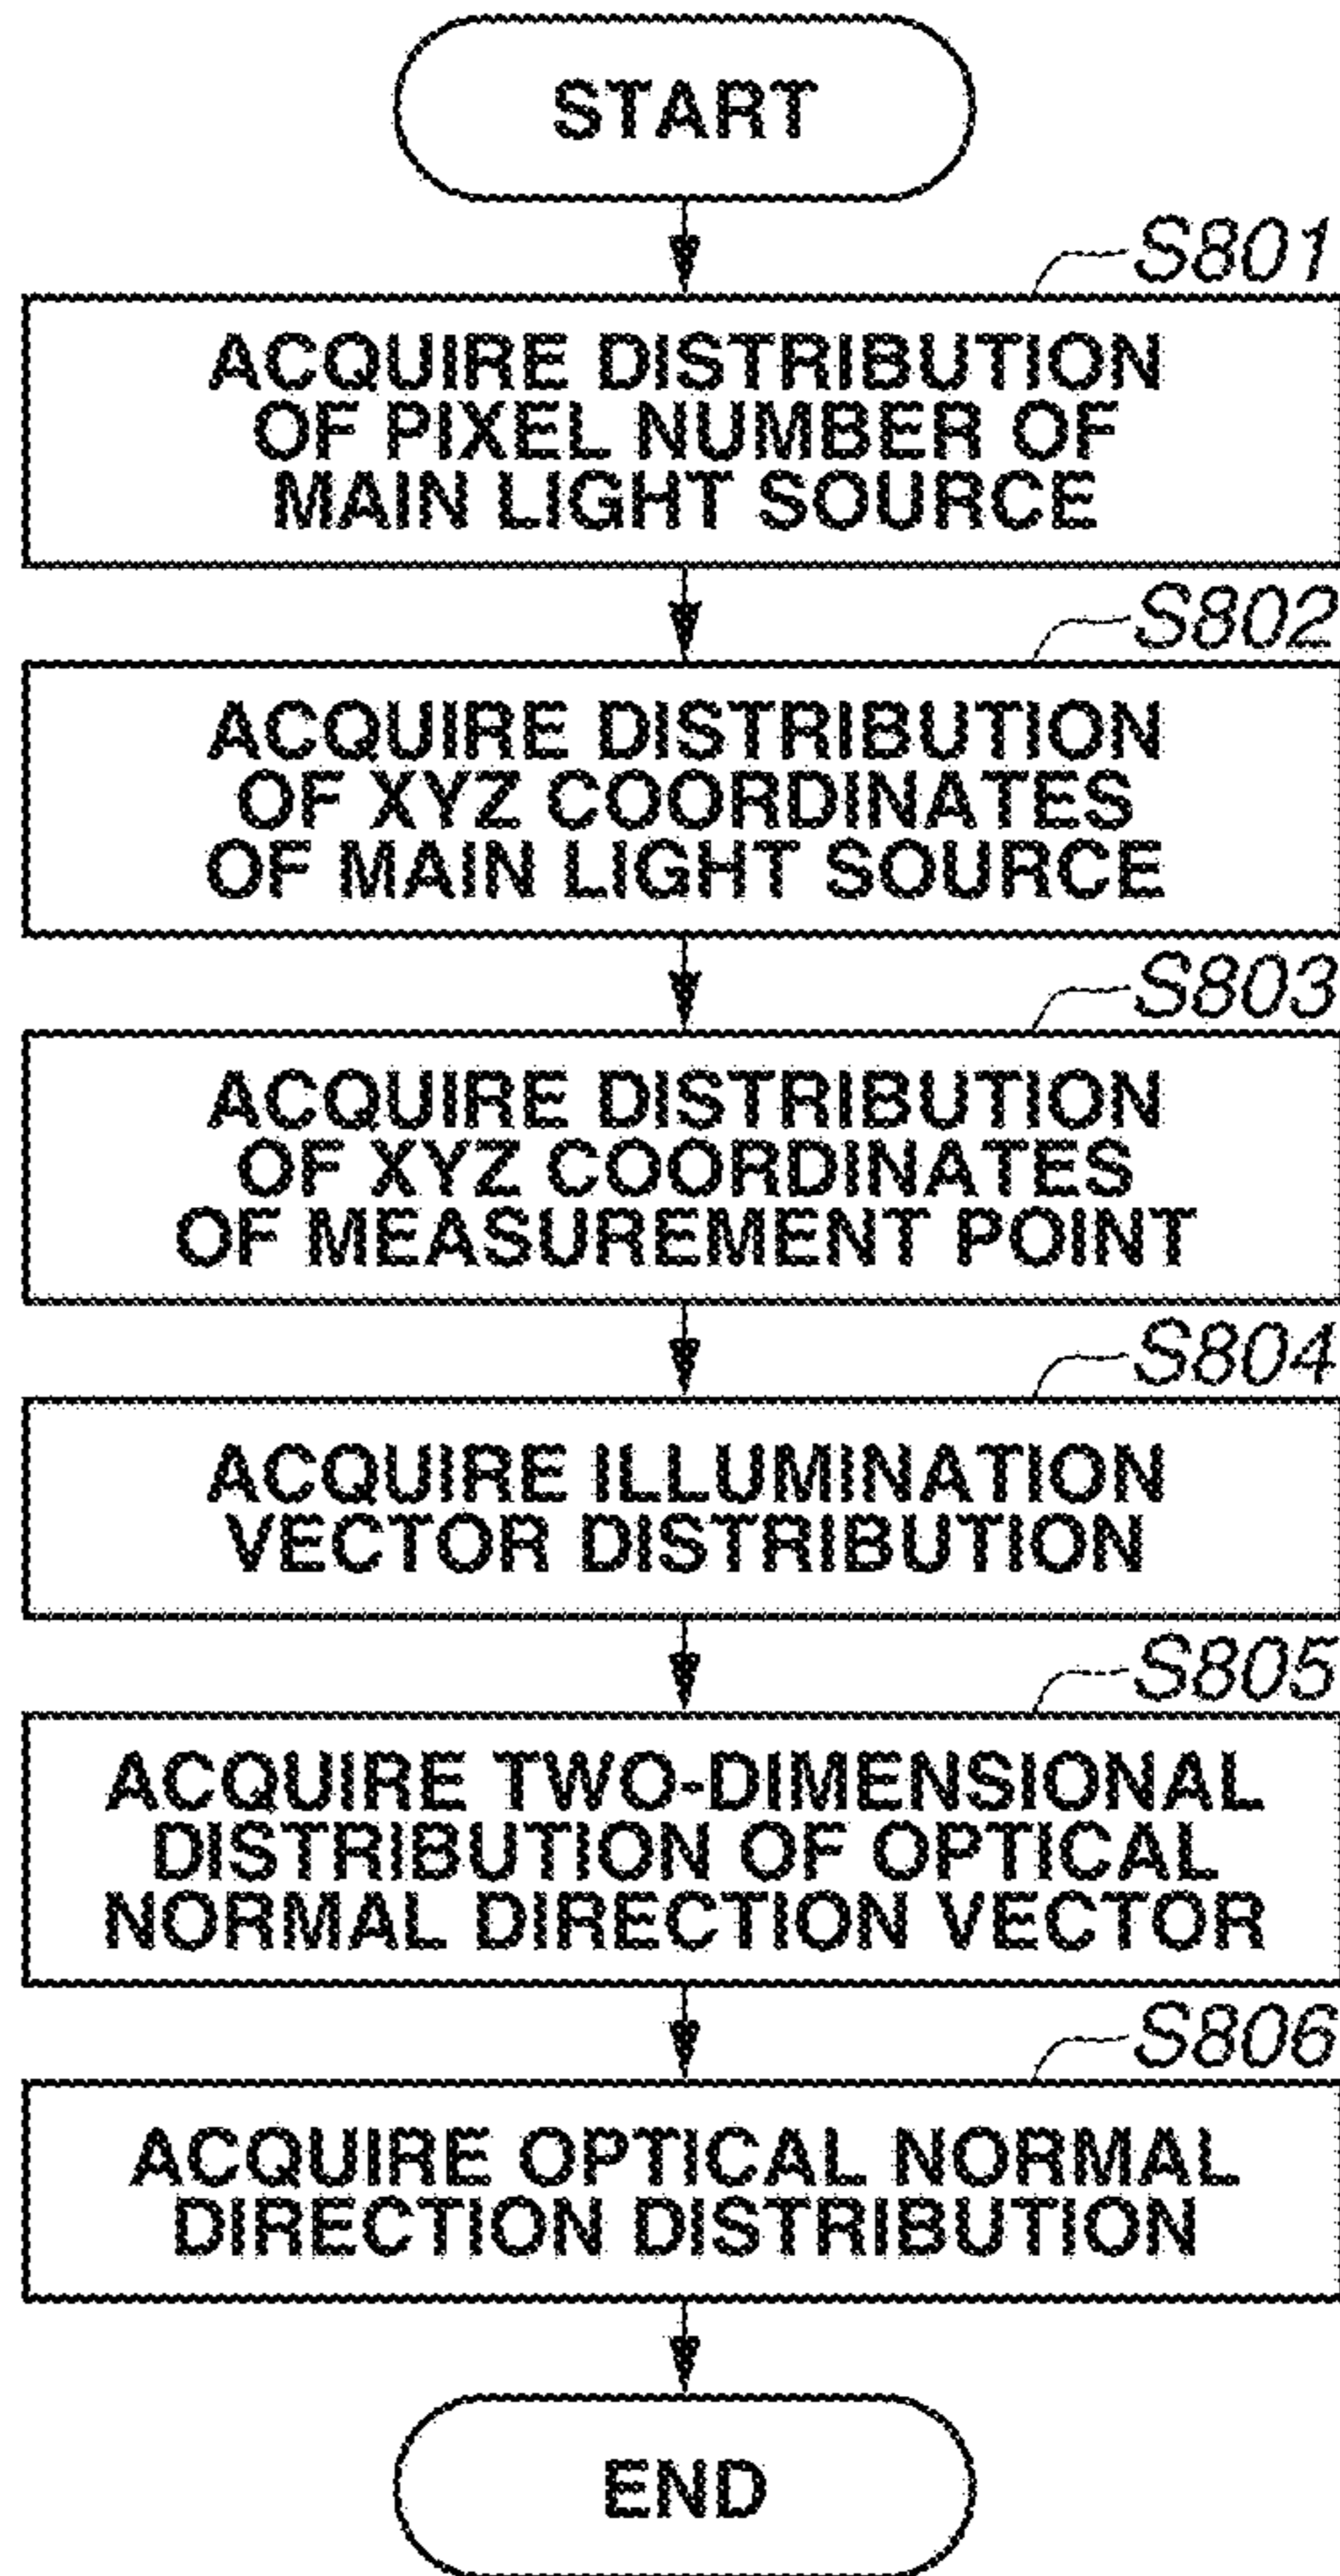 START
S801
ACQUIRE DISTRIBUTION
OF PIXEL NUMBER OF
MAIN LIGHT SOURCE
S802
ACQUIRE DISTRIBUTION
OF XYZ COORDINATES
OF MAIN LIGHT SOURCE
S803
ACQUIRE DISTRIBUTION
OF XYZ COORDINATES
OF MEASUREMENT POINT
S804
ACQUIRE ILLUMINATION
VECTOR DISTRIBUTION
S805
ACQUIRE TWO-DIMENSIONAL
DISTRIBUTION OF OPTICAL
NORMAL DIRECTION VECTOR
S806
ACQUIRE OPTICAL NORMAL
DIRECTION DISTRIBUTION
END